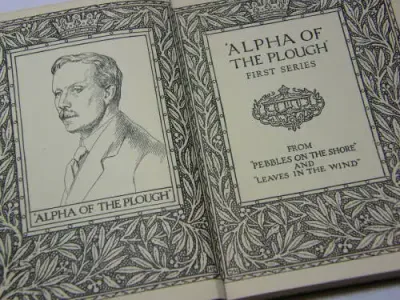 "ALPHA OF THE PLOUGH"
'ALPHA OF
THE PLOUGH'
FIRST SERIES
FROM
"PEBBLES ON THE SHORE"
AND
"LEAVES IN THE WIND"